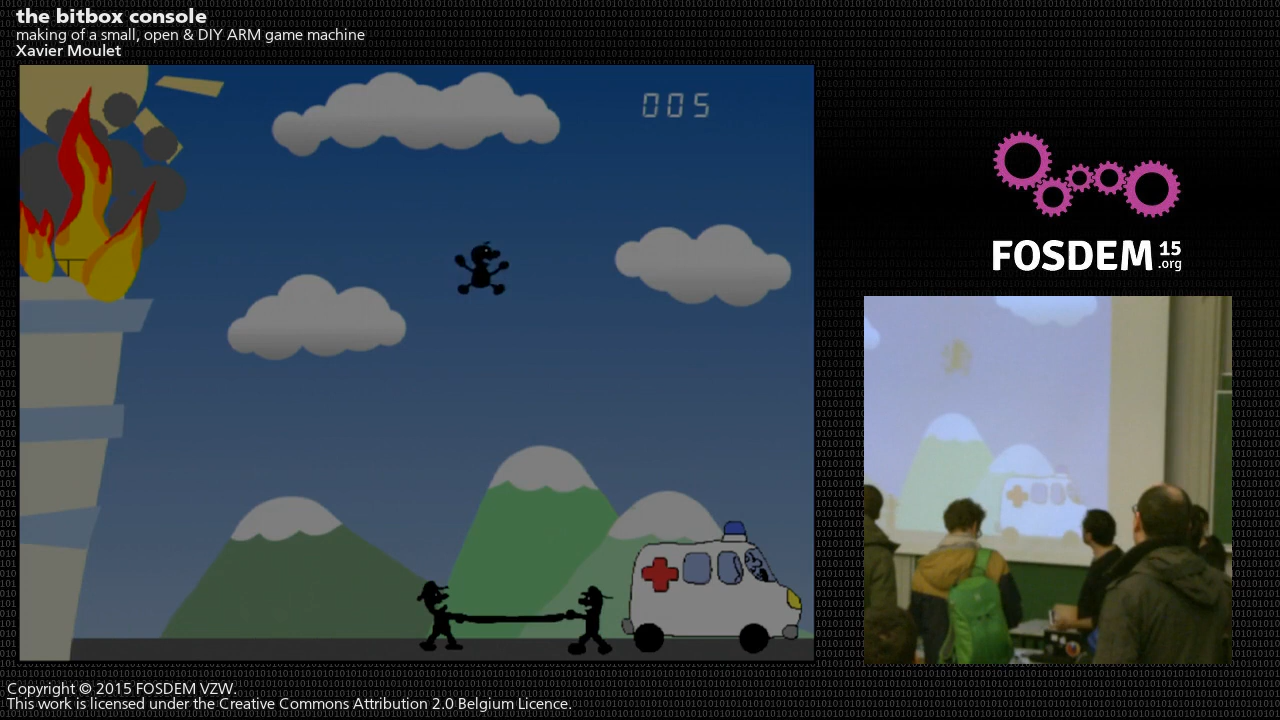 the bitbox console
making of a small, open & DIY ARM game machine
Xavier Moulet
005
FOSDEM 15
.org
Copyright © 2015 FOSDEM VZW.
This work is licensed under the Creative Commons Attribution 2.0 Belgium Licence.